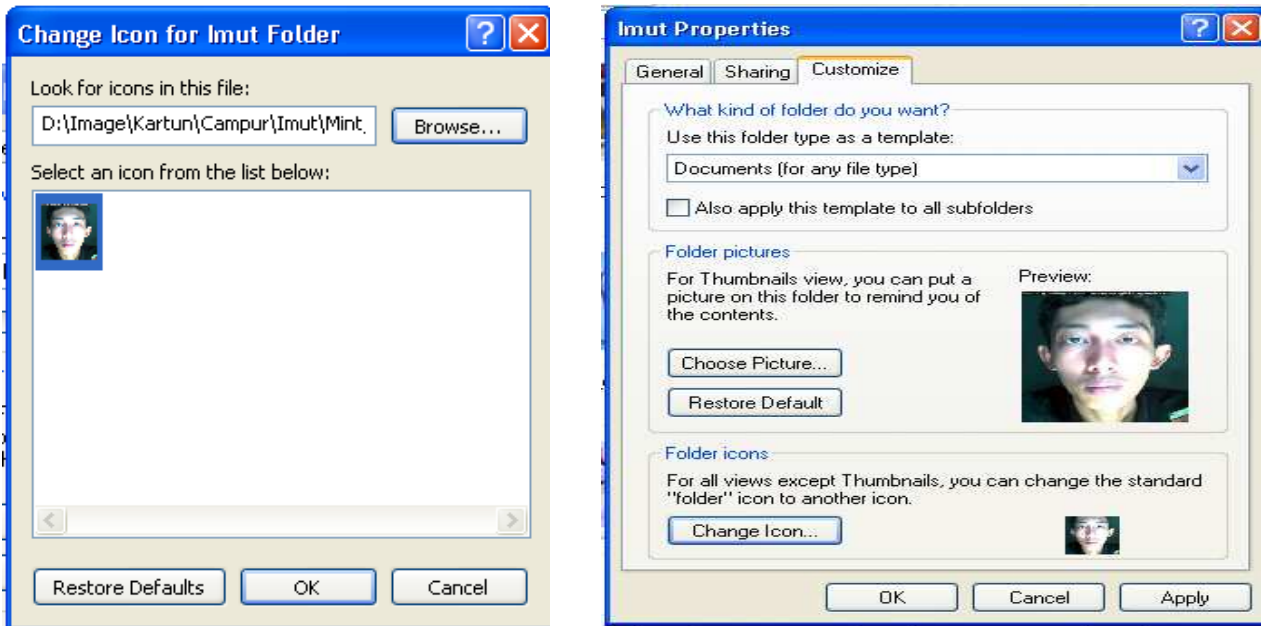 Change Icon for Imut Folder
Look for icons in this file:
D:\Image\Kartun\Campur\Imut\Mint_
Browse...
Select an icon from the list below:
Restore Defaults
OK
Cancel
Imut Properties
General
Sharing
Customize
What kind of folder do you want?
Use this folder type as a template:
Documents (for any file type)
Also apply this template to all subfolders
Folder pictures
For Thumbnails view, you can put a
picture on this folder to remind you of
the contents.
Preview:
Choose Picture...
Restore Default
Folder icons
For all views except Thumbnails, you can change the standard
"folder" icon to another icon.
Change Icon...
OK
Cancel
Apply